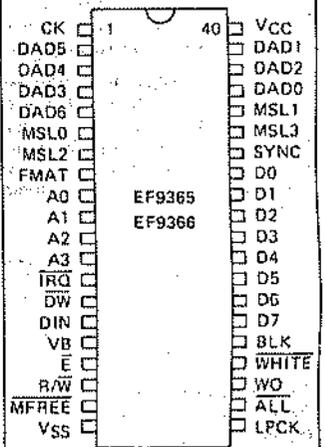 CK 1 40 VCC
DAD5 DAD1
DAD4 DAD2
DAD3 DAD0
DAD6 MSL1
MSL0 MSL3
MSL2 SYNC
FMAT D0
A0 EF9365 D1
A1 EF9366 D2
A2 D3
A3 D4
IRQ D5
DW D6
DIN D7
VB BLK
E WHITE
R/W WO
MFREE ALL
VSS LPCK